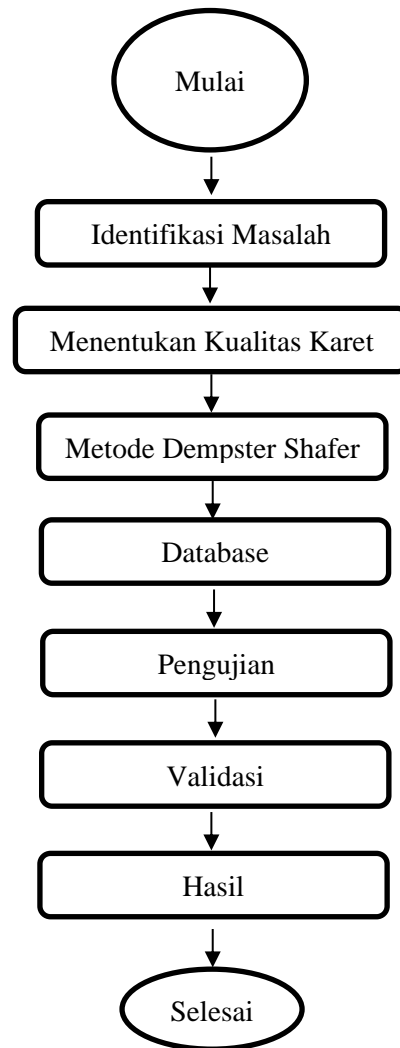 Mulai
Identifikasi Masalah
Menentukan Kualitas Karet
Metode Dempster Shafer
Database
Pengujian
Validasi
Hasil
Selesai